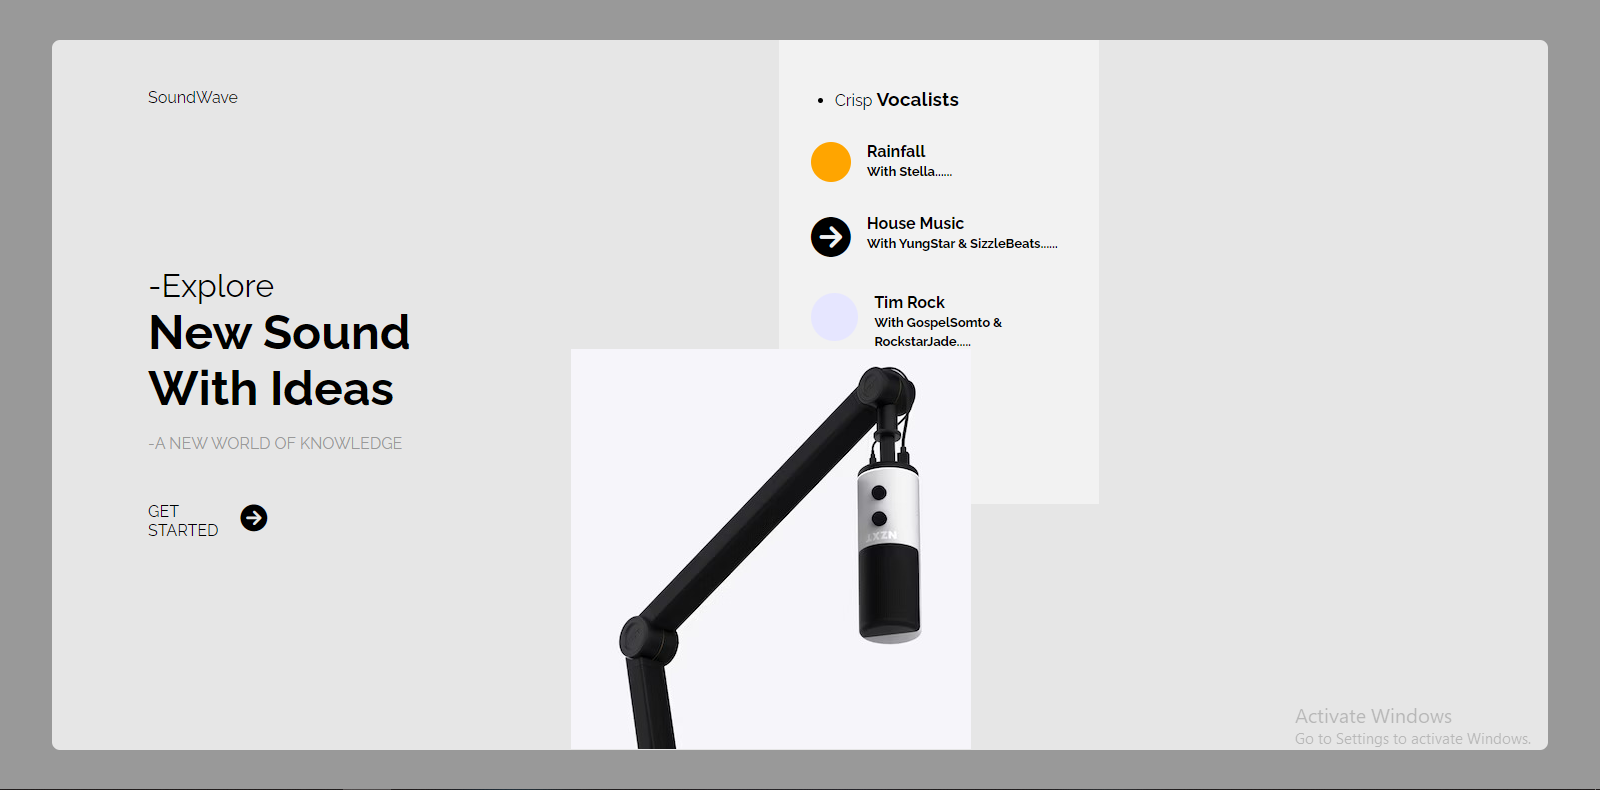 SoundWave
-Explore
New Sound
With Ideas
-A NEW WORLD OF KNOWLEDGE
GET
STARTED
• Crisp Vocalists
Rainfall
With Stella......
House Music
With YungStar & SizzleBeats......
Tim Rock
With GospelSomto &
RockstarJade.....
NZXT
Activate Windows
Go to Settings to activate Windows.